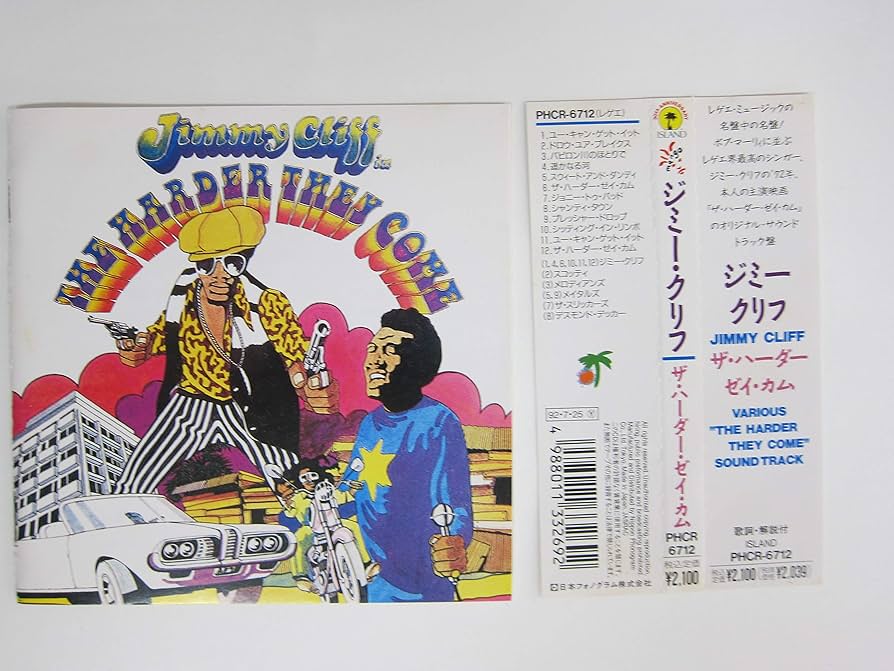 Jimmy Cliff
in
THE HARDER THEY COME
PHCR-6712(レゲエ)
1.ユー・キャン・ゲット・イット
2.ドロウ・ユア・ブレイクス
3.バビロン川のほとりで
4.遥かなる河
5.スウィート・アンド・ダンディ
6.ザ・ハーダー・ゼイ・カム
7.ジョニー・トゥ・バッド
8.シャンティ・タウン
9.プレッシャー・ドロップ
10.シッティング・イン・リンボ
11.ユー・キャン・ゲット・イット
12.ザ・ハーダー・ゼイ・カム
(1.4.6.10.11.12)ジミー・クリフ
(2)スコッティ
(3)メロディアンズ
(5.9)メイタルズ
(7)ザ・スリッカーズ
(8)デスモンド・デッカー
92・7・25 Ⓨ
4 988011 332692
日本フォノグラム株式会社
ISLAND
ジミー・クリフ
ザ・ハーダー・ゼイ・カム
PHCR
6712
税込定価
¥2,100
レゲエ・ミュージックの
名盤中の名盤!
ボブ・マーリィに並ぶ
レゲエ界最高のシンガー、
ジミー・クリフの'72年、
本人の主演映画
『ザ・ハーダー・ゼイ・カム』
のオリジナル・サウンド
トラック盤
ジミー
クリフ
JIMMY CLIFF
ザ・ハーダー
ゼイ・カム
VARIOUS
"THE HARDER
THEY COME"
SOUNDTRACK
歌詞・解説付
ISLAND
PHCR-6712
税込定価 ¥2,100 (税抜価格 ¥2,039)